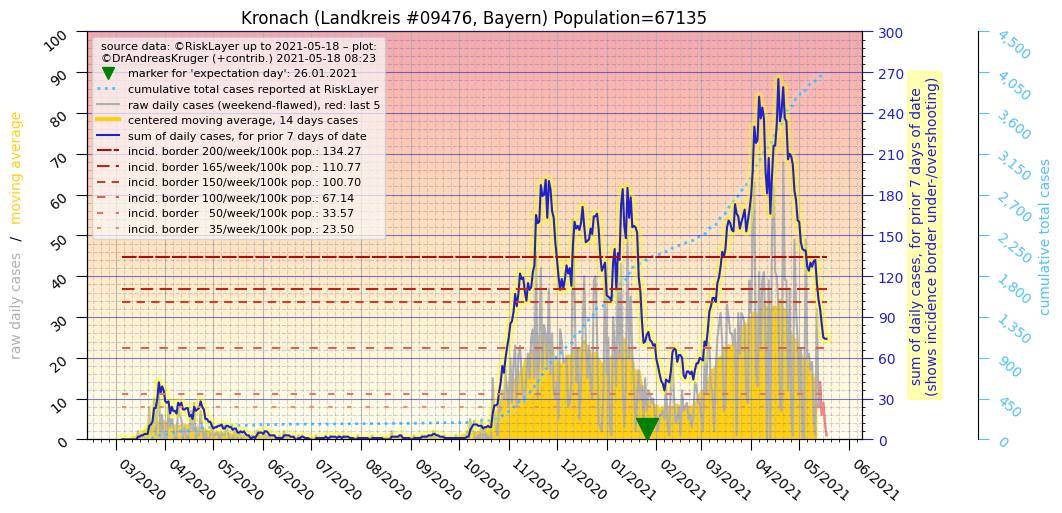 Kronach (Landkreis #09476, Bayern) Population=67135
source data: ©RiskLayer up to 2021-05-18 – plot:
©DrAndreasKruger (+contrib.) 2021-05-18 08:23
marker for 'expectation day': 26.01.2021
cumulative total cases reported at RiskLayer
raw daily cases (weekend-flawed), red: last 5
centered moving average, 14 days cases
sum of daily cases, for prior 7 days of date
incid. border 200/week/100k pop.: 134.27
incid. border 165/week/100k pop.: 110.77
incid. border 150/week/100k pop.: 100.70
incid. border 100/week/100k pop.: 67.14
incid. border   50/week/100k pop.: 33.57
incid. border   35/week/100k pop.: 23.50
raw daily cases / moving average
100
90
80
70
60
50
40
30
20
10
0
03/2020
04/2020
05/2020
06/2020
07/2020
08/2020
09/2020
10/2020
11/2020
12/2020
01/2021
02/2021
03/2021
04/2021
05/2021
06/2021
300
270
240
210
180
150
120
90
60
30
0
sum of daily cases, for prior 7 days of date
(shows incidence border under-/overshooting)
4,500
4,050
3,600
3,150
2,700
2,250
1,800
1,350
900
450
0
cumulative total cases